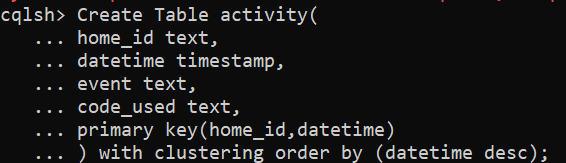 cqlsh> Create Table activity(
   ... home_id text,
   ... datetime timestamp,
   ... event text,
   ... code_used text,
   ... primary key(home_id,datetime)
   ... ) with clustering order by (datetime desc);